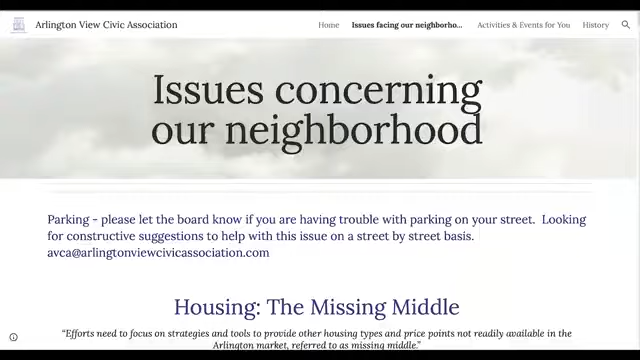 Arlington View Civic Association
Home Issues facing our neighborho... Activities & Events for You History
Issues concerning
our neighborhood
Parking - please let the board know if you are having trouble with parking on your street. Looking
for constructive suggestions to help with this issue on a street by street basis.
avca@arlingtonviewcivicassociation.com
Housing: The Missing Middle
“Efforts need to focus on strategies and tools to provide other housing types and price points not readily available in the
Arlington market, referred to as missing middle.”